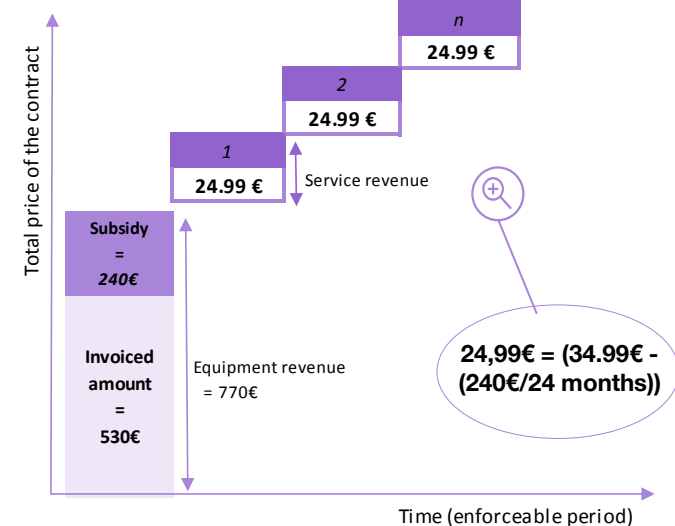 Total price of the contract
n
24.99 €
2
24.99 €
1
24.99 €
Service revenue
Subsidy
=
240€
Invoiced
amount
=
530€
Equipment revenue
= 770€
24,99€ = (34.99€ -
(240€/24 months))
Time (enforceable period)